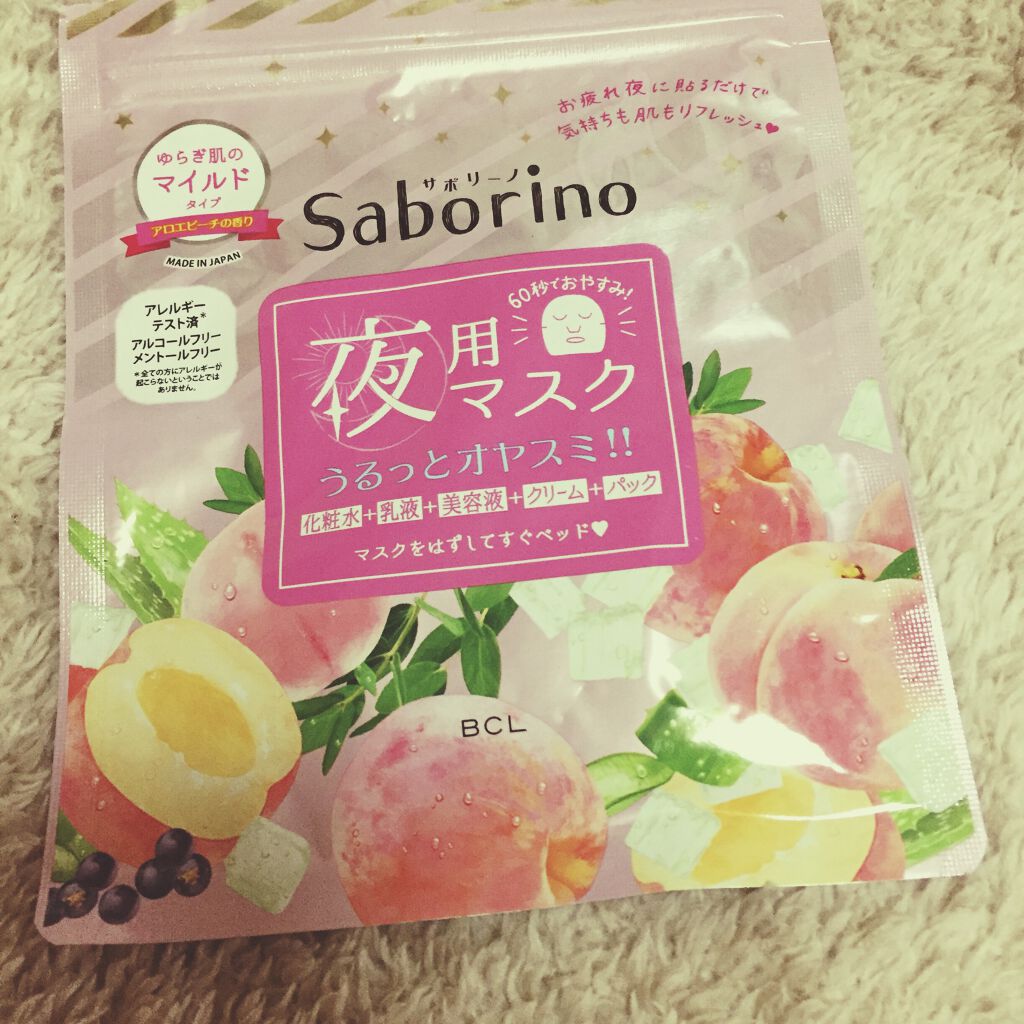 お疲れ夜に貼るだけで
気持ちも肌もリフレッシュ♥
ゆらぎ肌の
マイルド
タイプ
アロエピーチの香り
MADE IN JAPAN
サボリーノ
Saborino
アレルギー
テスト済*
アルコールフリー
メントールフリー
*全ての方にアレルギーが
起こらないということでは
ありません。
60秒でおやすみ!
夜用
マスク
うるっとオヤスミ!!
化粧水+乳液+美容液+クリーム+パック
マスクをはずしてすぐベッド♥
BCL